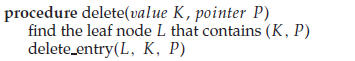 procedure delete(value K, pointer P)
find the leaf node L that contains (K, P)
delete_entry(L, K, P)